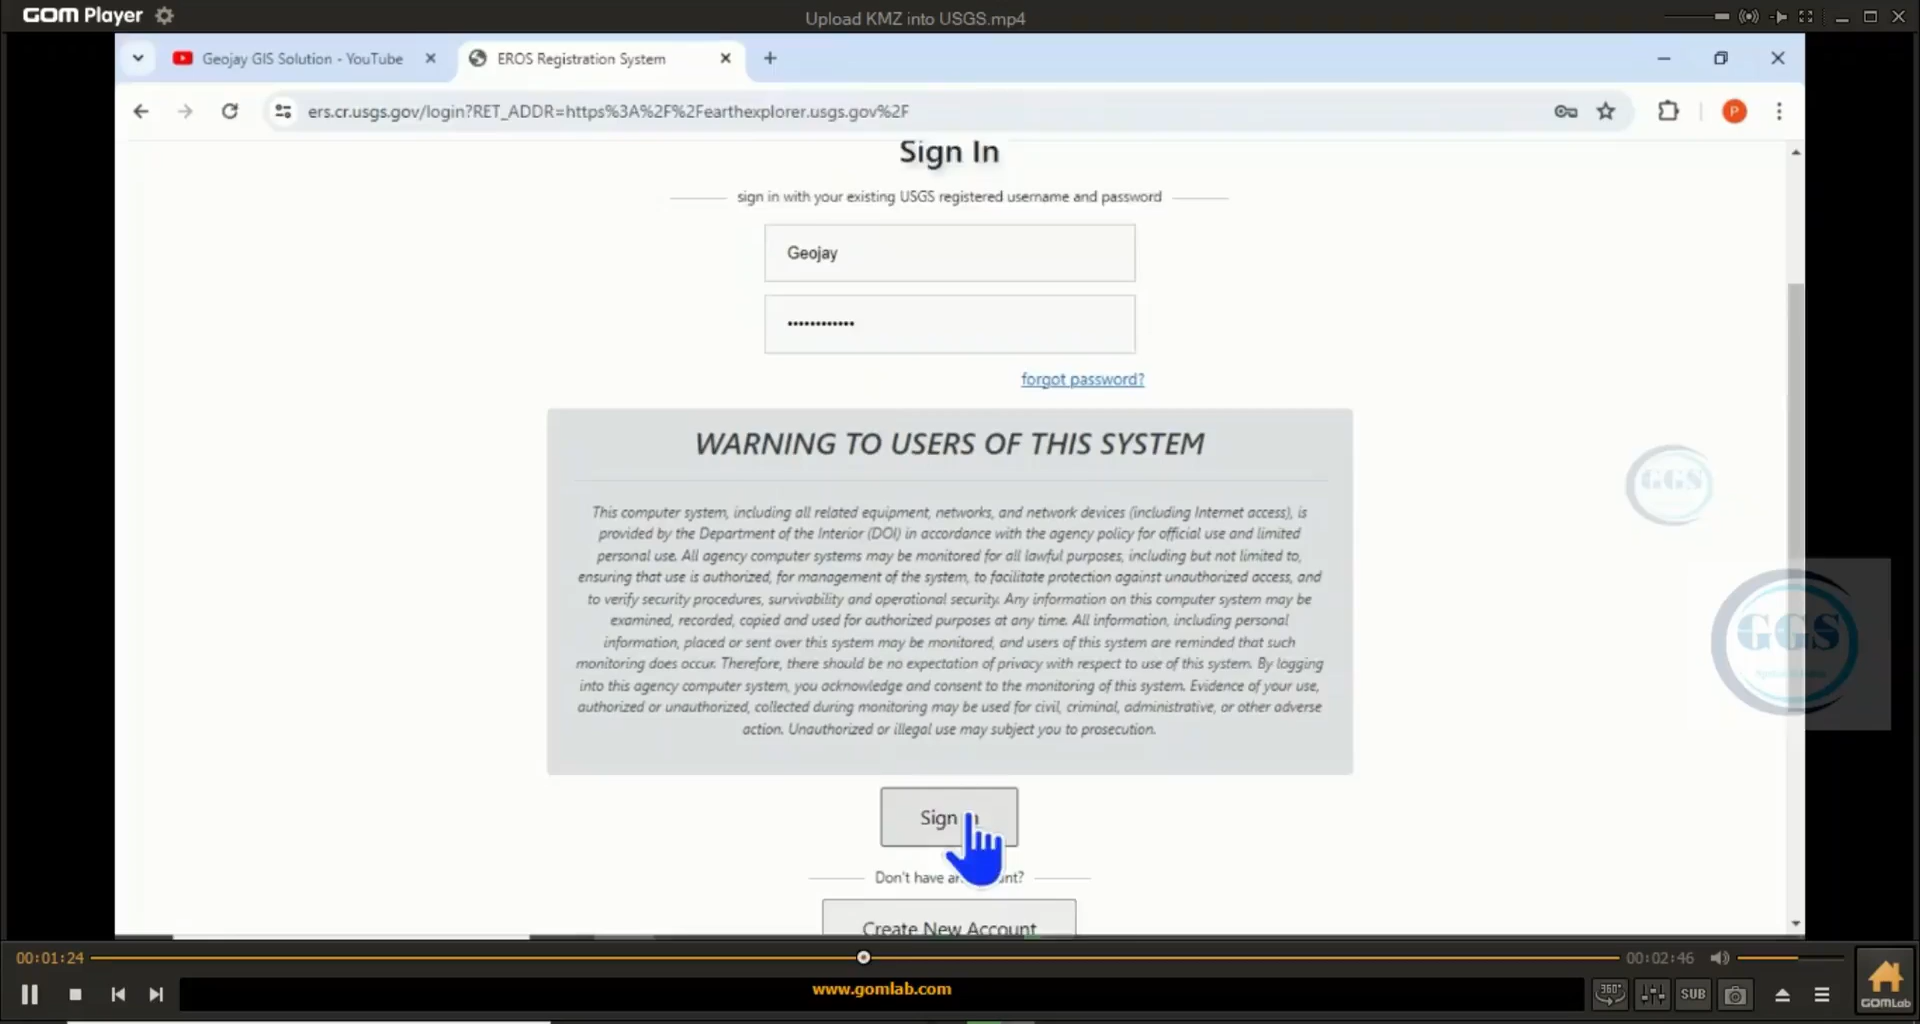 GOM Player
Upload KMZ into USGS.mp4
Geojay GIS Solution - YouTube
EROS Registration System
ers.cr.usgs.gov/login?RET_ADDR=https%3A%2F%2Fearthexplorer.usgs.gov%2F
P
Sign In
sign in with your existing USGS registered username and password
Geojay
••••••••••••
forgot password?
WARNING TO USERS OF THIS SYSTEM
This computer system, including all related equipment, networks, and network devices (including Internet access), is
provided by the Department of the Interior (DOI) in accordance with the agency policy for official use and limited
personal use. All agency computer systems may be monitored for all lawful purposes, including but not limited to,
ensuring that use is authorized, for management of the system, to facilitate protection against unauthorized access, and
to verify security procedures, survivability and operational security. Any information on this computer system may be
examined, recorded, copied and used for authorized purposes at any time. All information, including personal
information, placed or sent over this system may be monitored, and users of this system are reminded that such
monitoring does occur. Therefore, there should be no expectation of privacy with respect to use of this system. By logging
into this agency computer system, you acknowledge and consent to the monitoring of this system. Evidence of your use,
authorized or unauthorized, collected during monitoring may be used for civil, criminal, administrative, or other adverse
action. Unauthorized or illegal use may subject you to prosecution.
GGS
GGS
Sign
Don't have
Create New Account
00:01:24
00:02:46
www.gomlab.com
360°
SUB
GOMLab